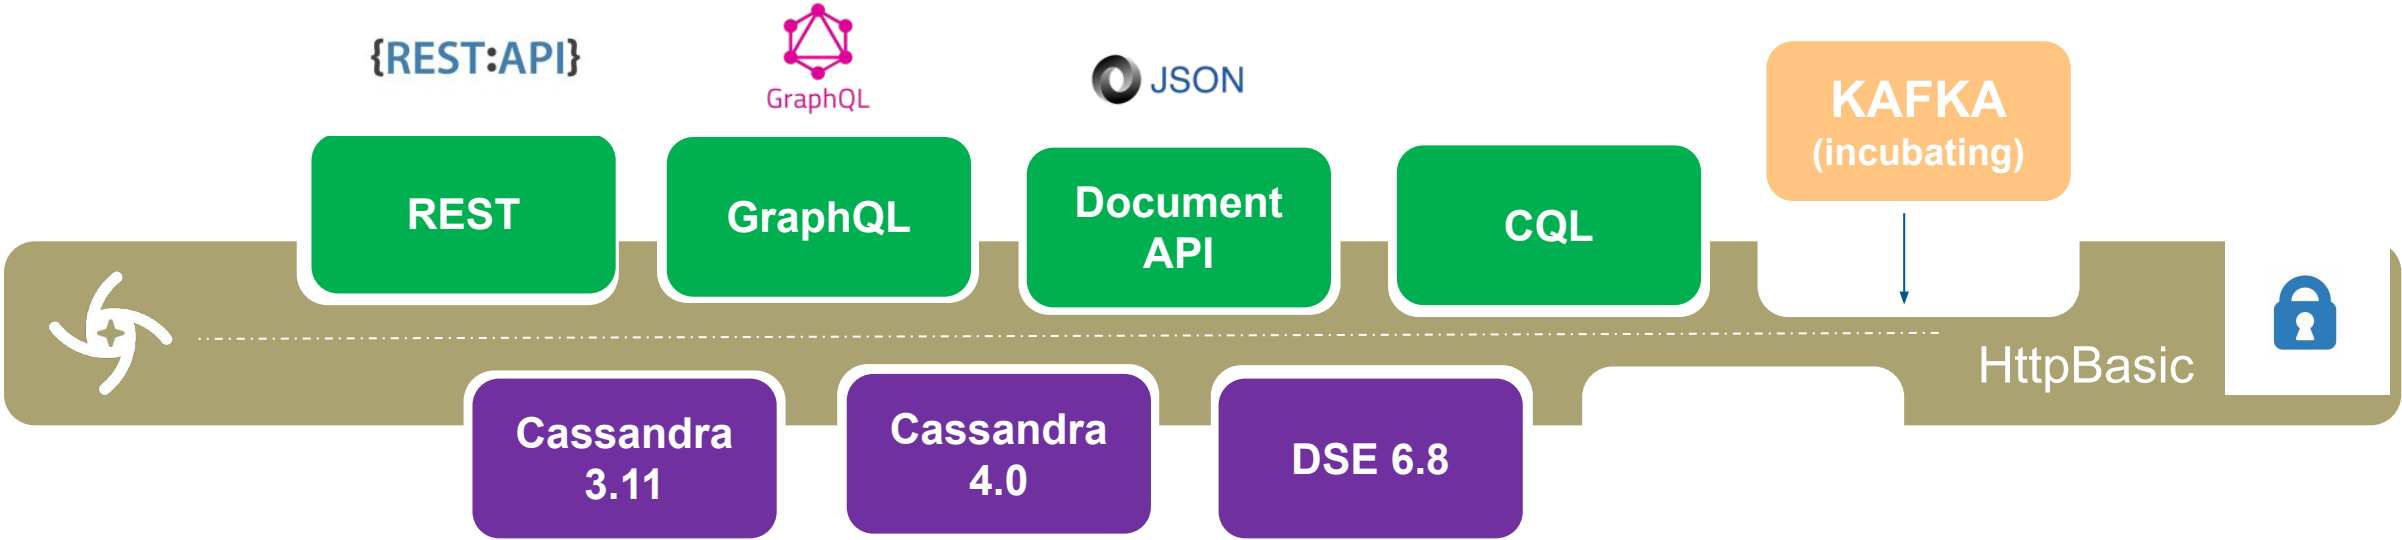 {REST:API}
GraphQL
JSON
KAFKA
(incubating)
REST
GraphQL
Document
API
CQL
HttpBasic
Cassandra
3.11
Cassandra
4.0
DSE 6.8